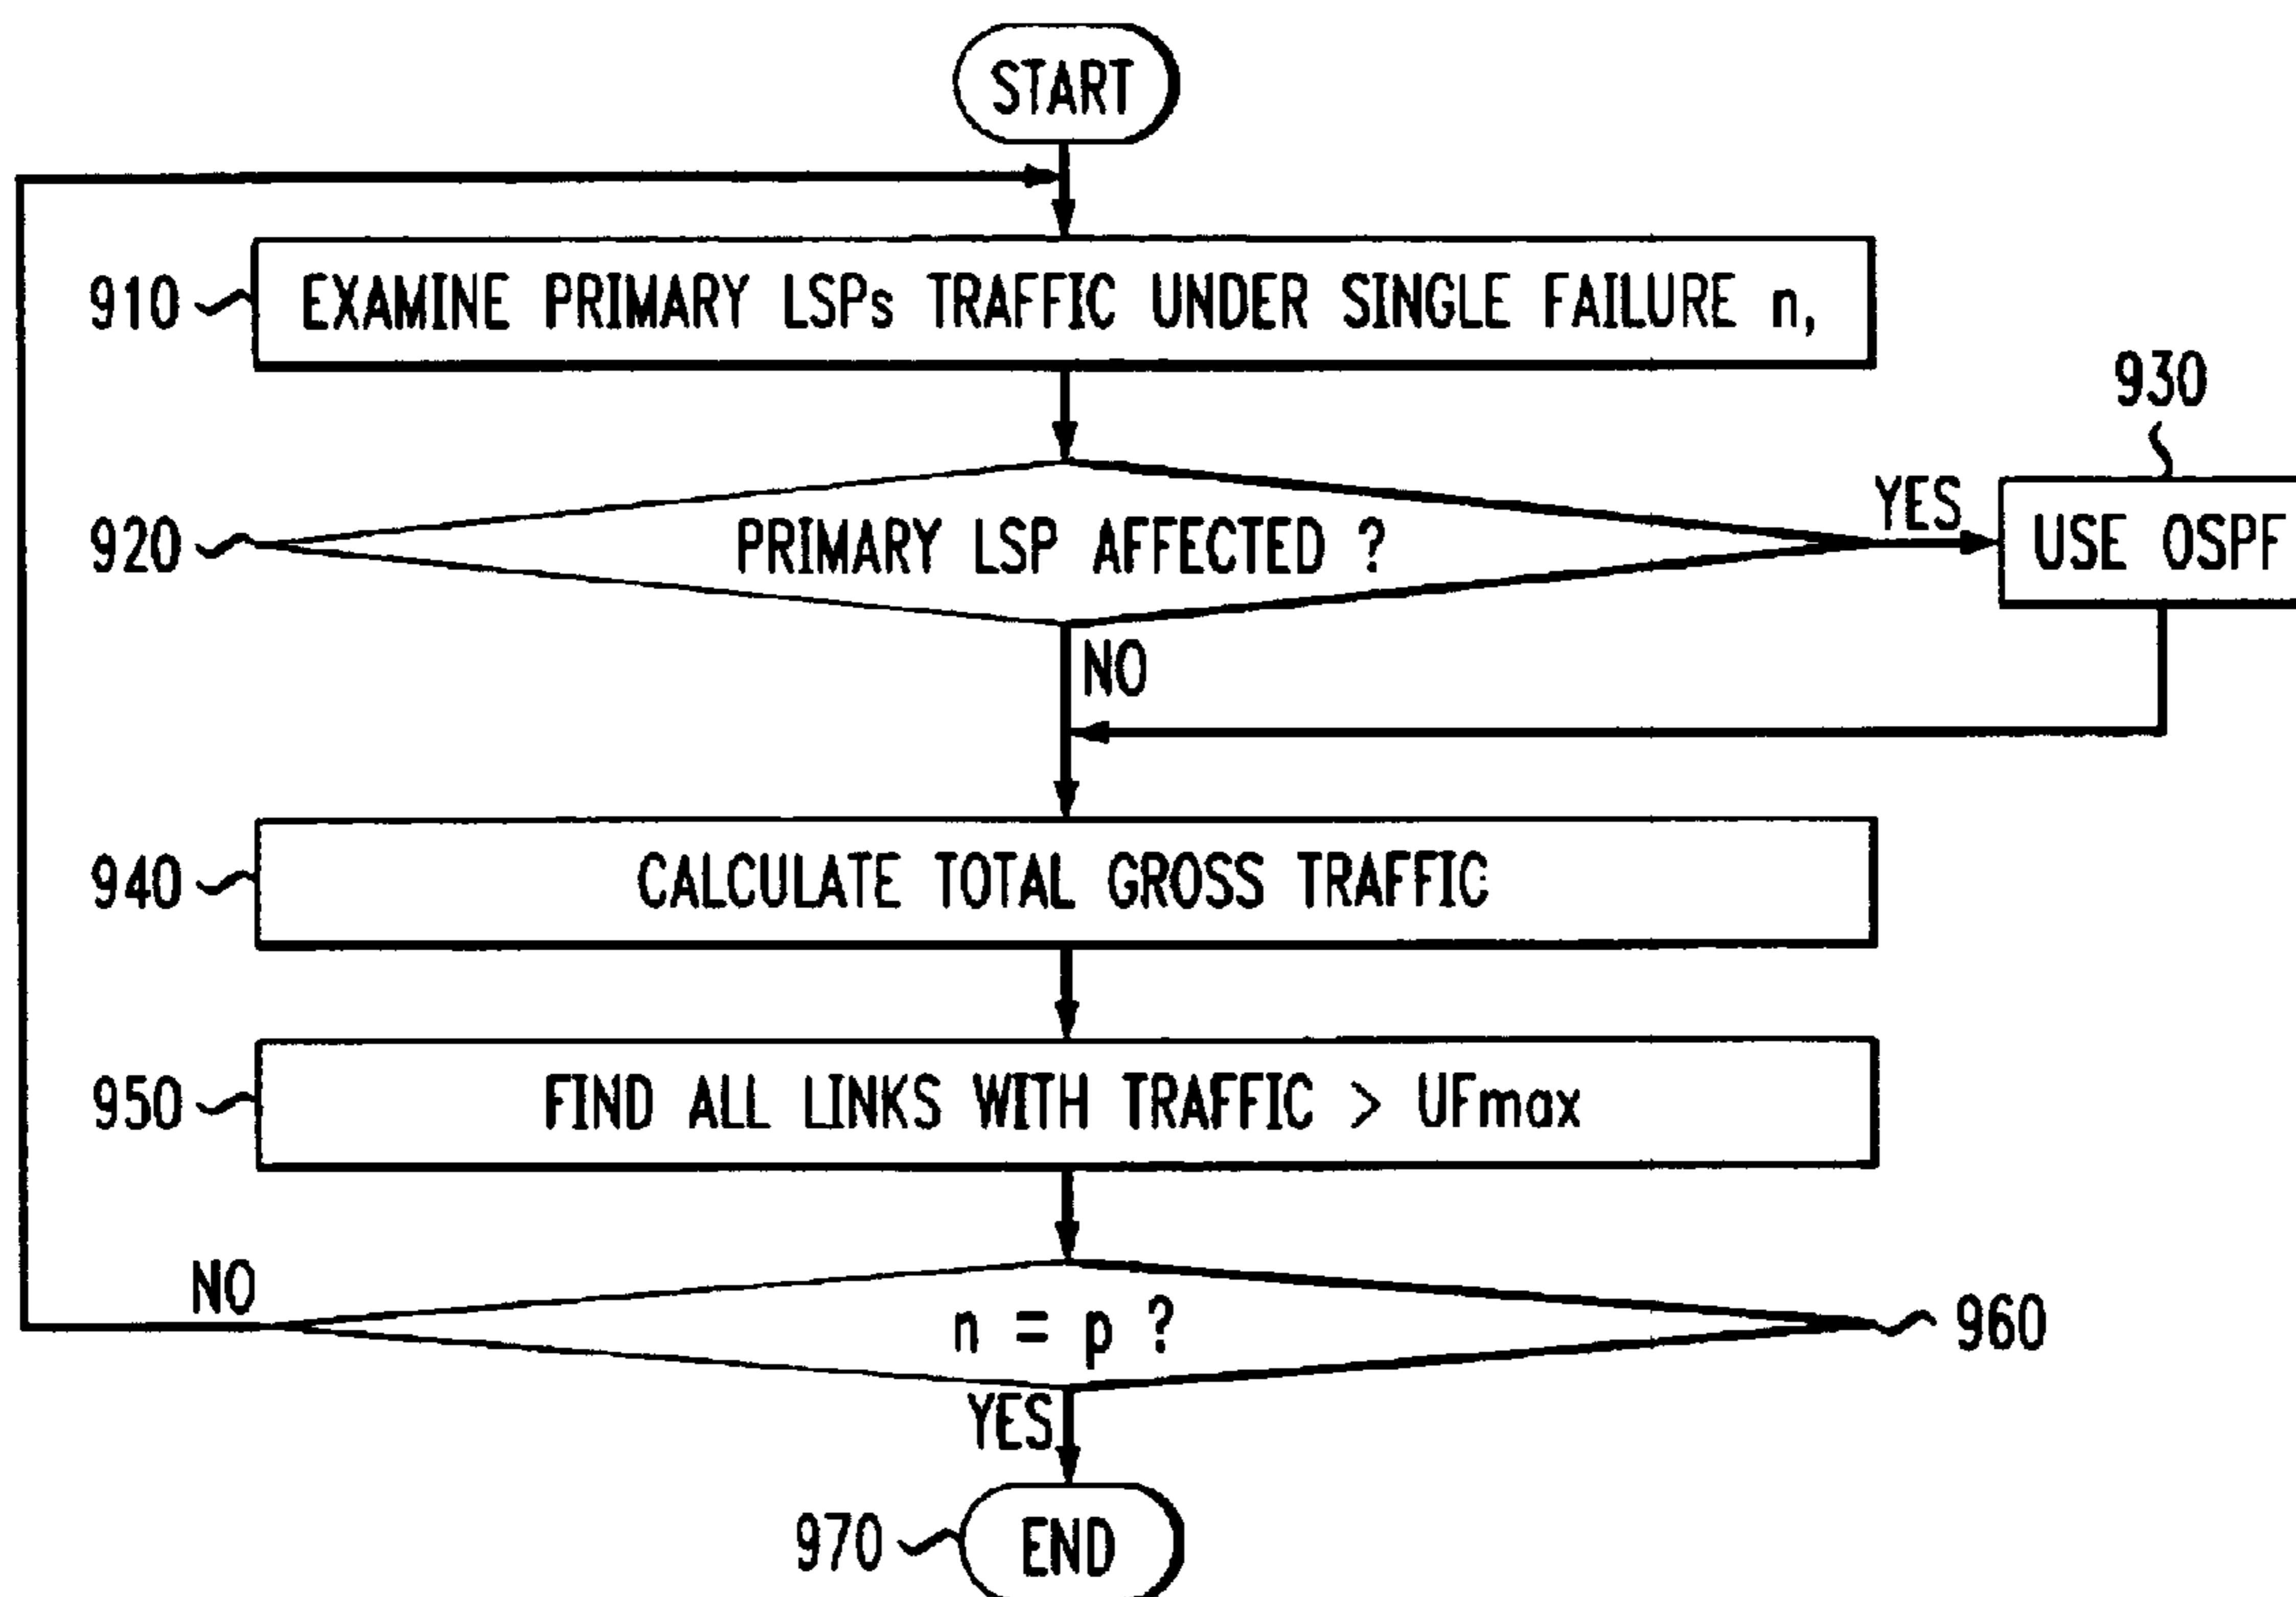 START
910
EXAMINE PRIMARY LSPs TRAFFIC UNDER SINGLE FAILURE n,
930
920
PRIMARY LSP AFFECTED ?
YES
USE OSPF
NO
940
CALCULATE TOTAL GROSS TRAFFIC
950
FIND ALL LINKS WITH TRAFFIC > UFmax
NO
n = p ?
960
YES
970
END